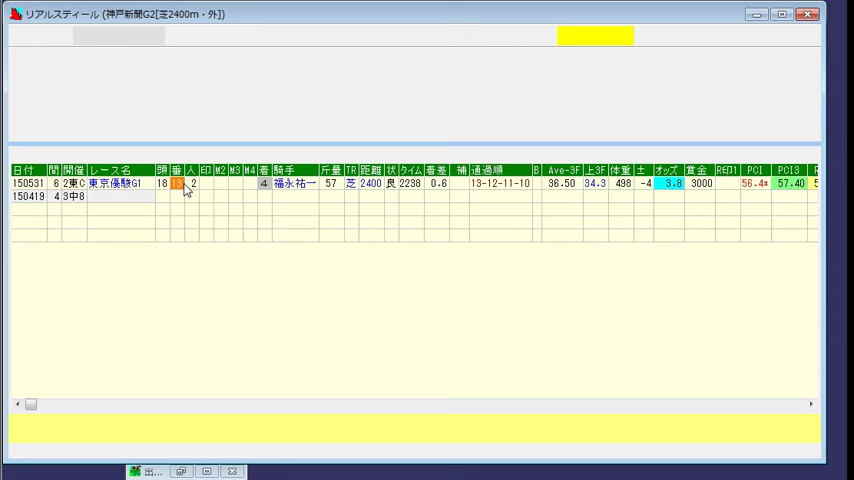 リアルスティール (神戸新聞G2[芝2400m・外])
日付 間 開催 レース名 頭 番 人 印 M2 M3 M4 着 騎手 斤量 TR 距離 状 タイム 着差 補 通過順 B Ave-3F 上3F 体重 土 オッズ 賞金 R印1 PCI PCI3
150531 6 2東C 東京優駿G1 18 13 2 4 福永祐一 57 芝 2400 良 2238 0.6 13-12-11-10 36.50 34.3 498 -4 3.8 3000 56.4* 57.40 5
150419 4 3中8
出...